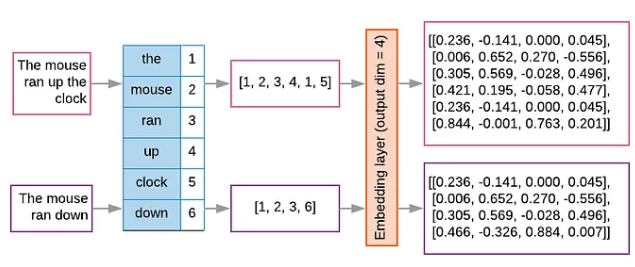 The mouse
ran up the
clock
the 1
mouse 2
ran 3
up 4
clock 5
down 6
[1, 2, 3, 4, 1, 5]
Embedding layer (output dim = 4)
[[0.236, -0.141, 0.000, 0.045],
[0.006, 0.652, 0.270, -0.556],
[0.305, 0.569, -0.028, 0.496],
[0.421, 0.195, -0.058, 0.477],
[0.236, -0.141, 0.000, 0.045],
[0.844, -0.001, 0.763, 0.201]]
The mouse
ran down
[1, 2, 3, 6]
[[0.236, -0.141, 0.000, 0.045],
[0.006, 0.652, 0.270, -0.556],
[0.305, 0.569, -0.028, 0.496],
[0.466, -0.326, 0.884, 0.007]]